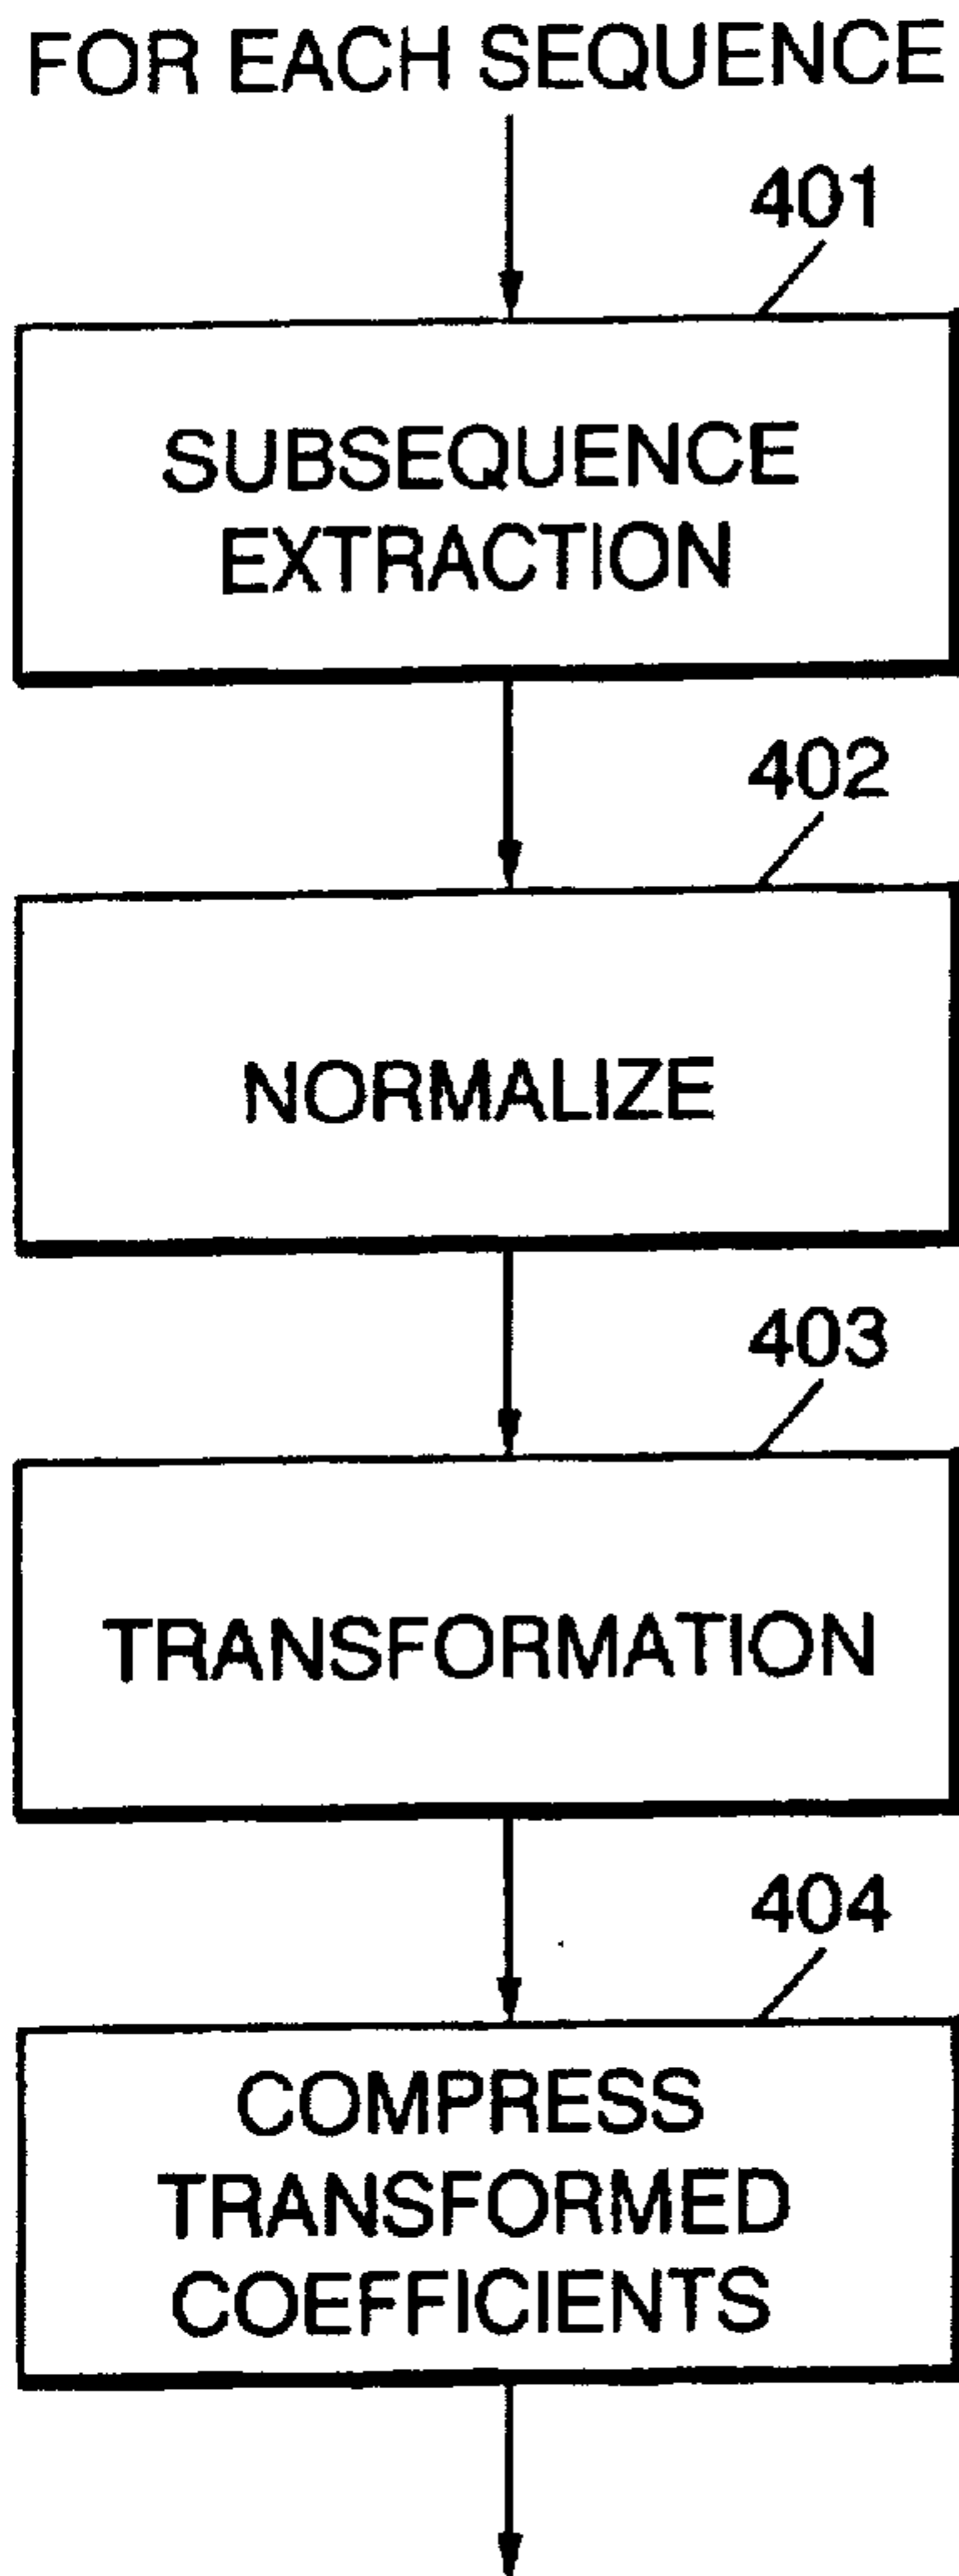 FOR EACH SEQUENCE
401
SUBSEQUENCE
EXTRACTION
402
NORMALIZE
403
TRANSFORMATION
404
COMPRESS
TRANSFORMED
COEFFICIENTS